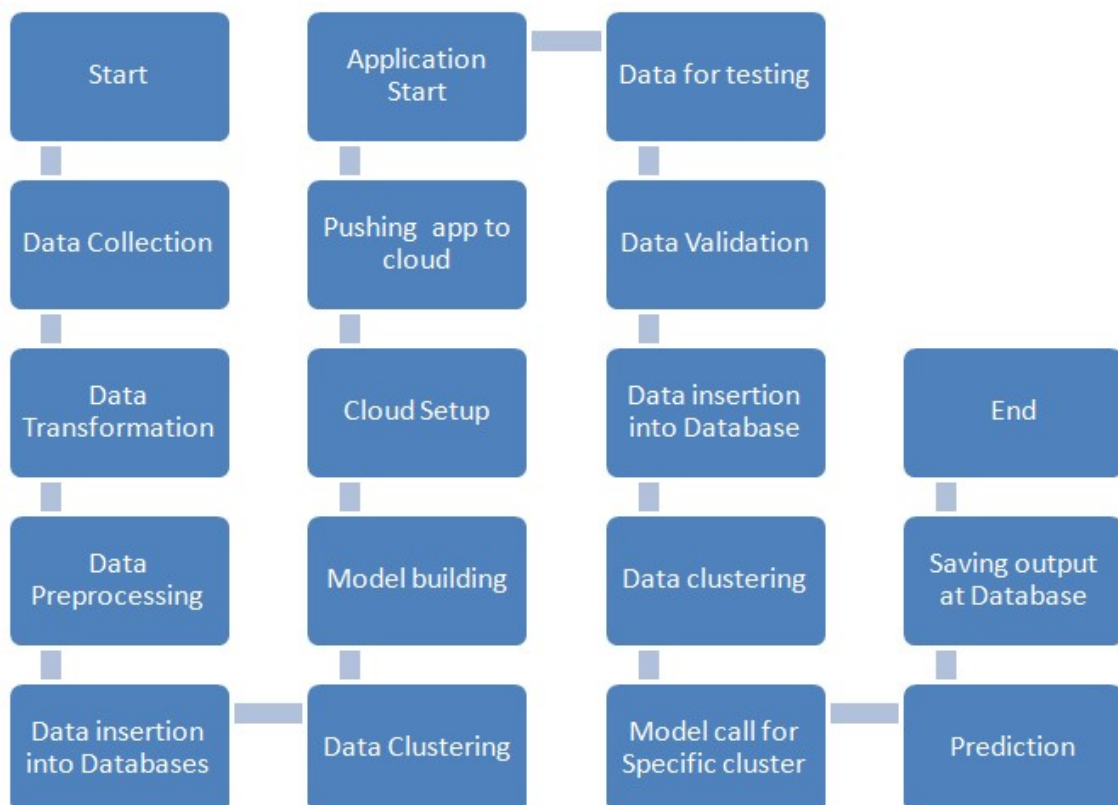 Start
Data Collection
Data
Transformation
Data
Preprocessing
Data insertion
into Databases
Data Clustering
Model building
Cloud Setup
Pushing app to
cloud
Application
Start
Data for testing
Data Validation
Data insertion
into Database
Data clustering
Model call for
Specific cluster
Prediction
Saving output
at Database
End